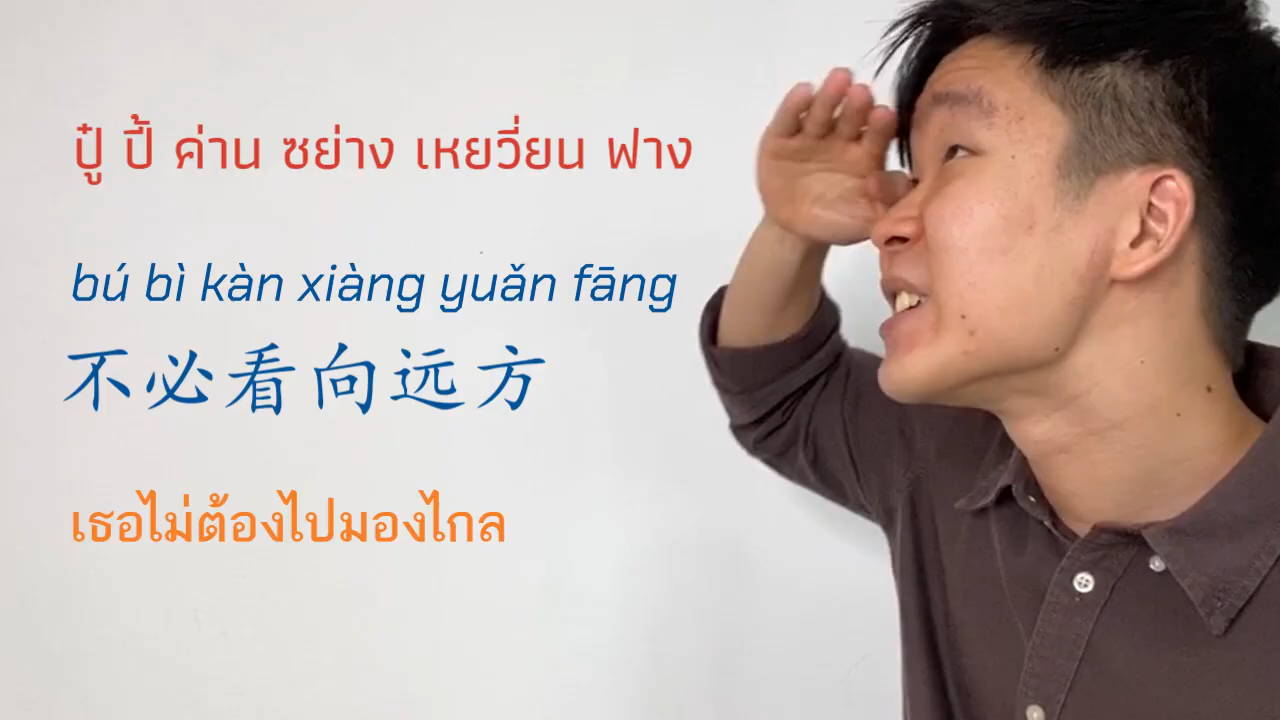 ปู๋ ปี้ ค่าน ซย่าง เหยวี่ยน ฟาง
bú bì kàn xiàng yuǎn fāng
不必看向远方
เธอไม่ต้องไปมองไกล